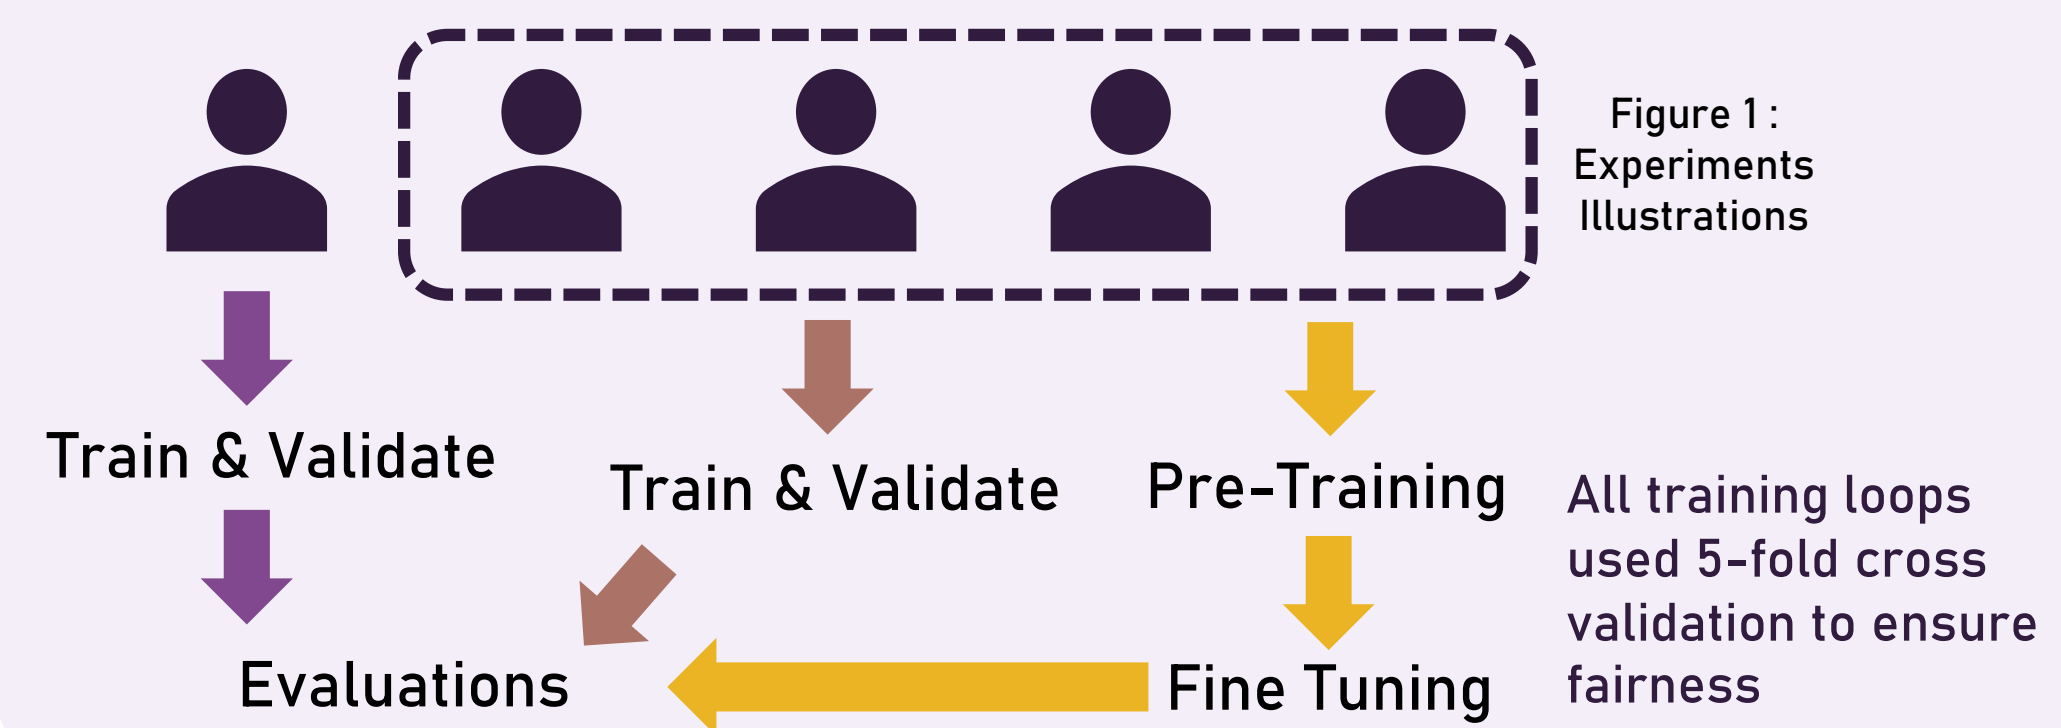 Figure 1 :
Experiments
Illustrations
Train & Validate
Train & Validate
Pre-Training
All training loops
used 5-fold cross
validation to ensure
fairness
Evaluations
Fine Tuning